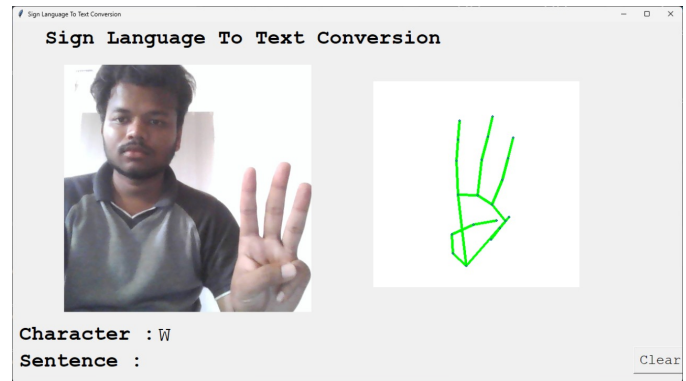 Sign Language To Text Conversion
Sign Language To Text Conversion
Character : W
Sentence :
Clear